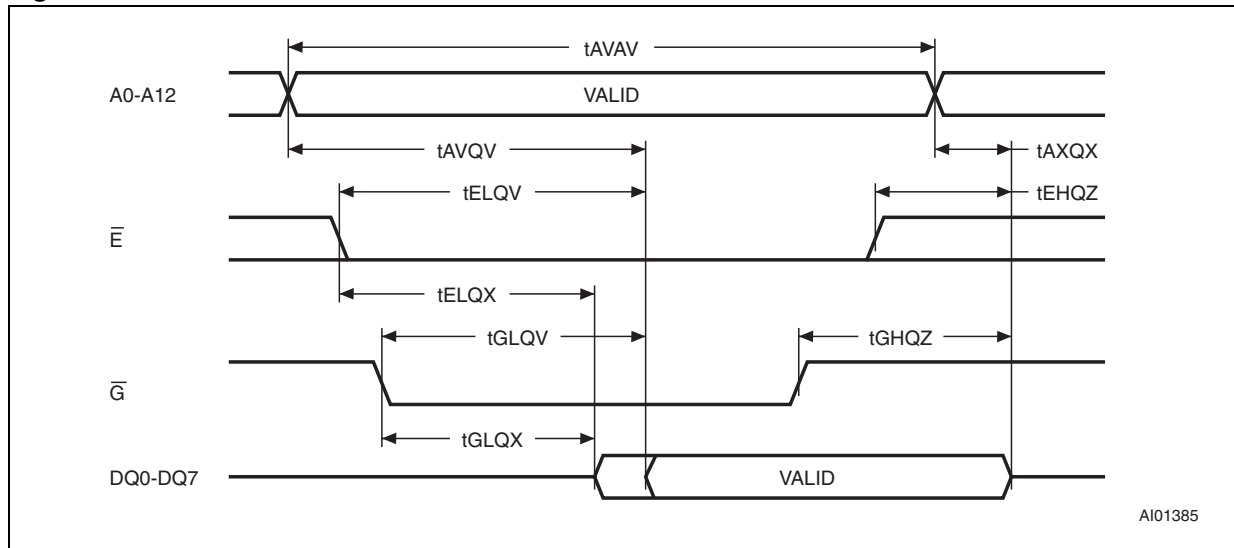 tAVAV
A0-A12
VALID
tAVQV
tAXQX
tELQV
tEHQZ
E̅
tELQX
tGLQV
tGHQZ
G̅
tGLQX
DQ0-DQ7
VALID
AI01385